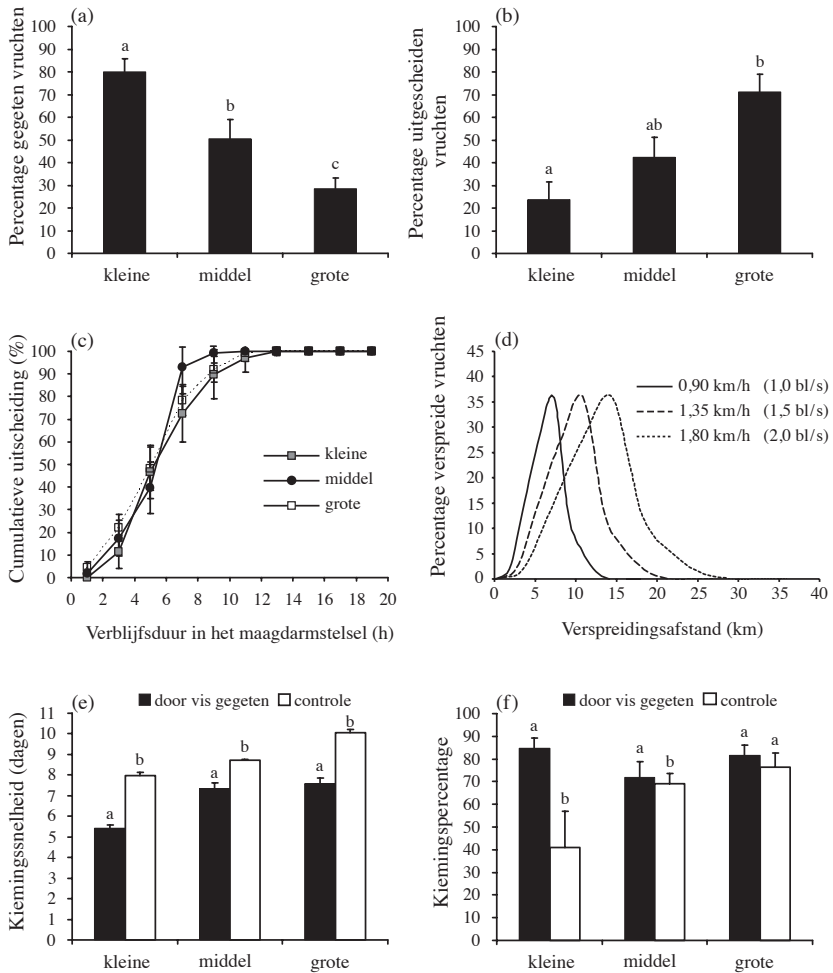 (a)
Percentage gegeten vruchten
100
90
80
70
60
50
40
30
20
10
0
a
b
c
kleine middel grote
(b)
Percentage uitgescheiden
vruchten
100
90
80
70
60
50
40
30
20
10
0
a
ab
b
kleine middel grote
(c)
Cumulatieve uitscheiding (%)
100
90
80
70
60
50
40
30
20
10
0
kleine
middel
grote
0 2 4 6 8 10 12 14 16 18 20
Verblijfsduur in het maagdarmstelsel (h)
(d)
Percentage verspreide vruchten
45
40
35
30
25
20
15
10
5
0
0,90 km/h (1,0 bl/s)
1,35 km/h (1,5 bl/s)
1,80 km/h (2,0 bl/s)
0 5 10 15 20 25 30 40
Verspreidingsafstand (km)
(e)
door vis gegeten controle
Kiemingssnelheid (dagen)
11
10
9
8
7
6
5
4
3
2
1
0
a b a b a b
kleine middel grote
(f)
door vis gegeten controle
Kiemingspercentage
100
90
80
70
60
50
40
30
20
10
0
a b a b a a
kleine middel grote